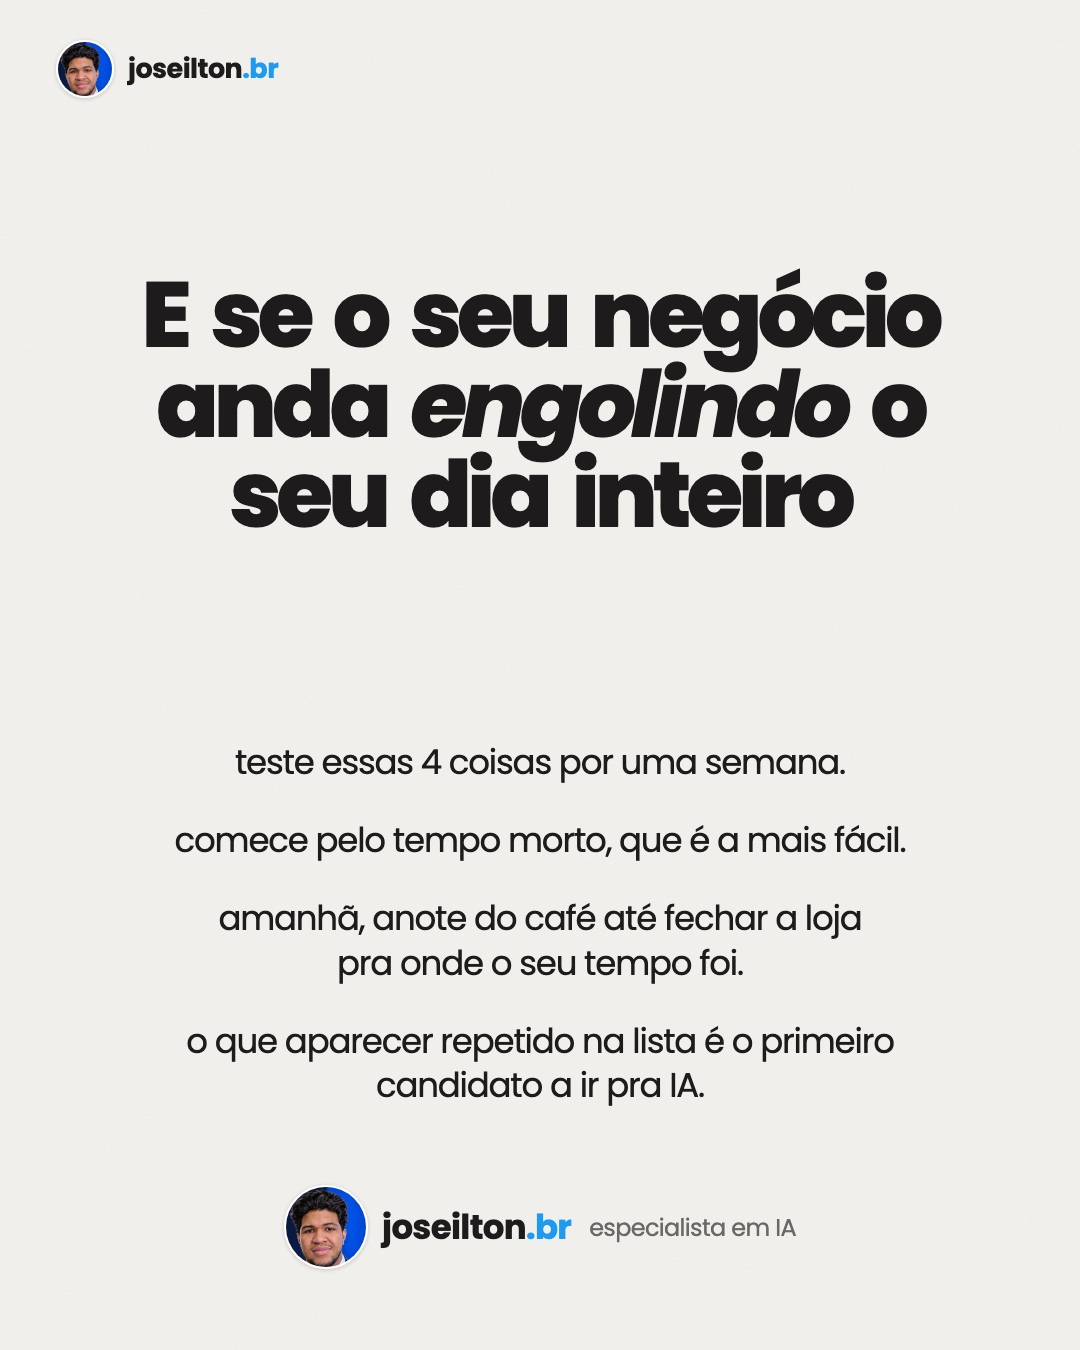 joseilton.br
E se o seu negócio
anda engolindo o
seu dia inteiro
teste essas 4 coisas por uma semana.
comece pelo tempo morto, que é a mais fácil.
amanhã, anote do café até fechar a loja
pra onde o seu tempo foi.
o que aparecer repetido na lista é o primeiro
candidato a ir pra IA.
joseilton.br especialista em IA